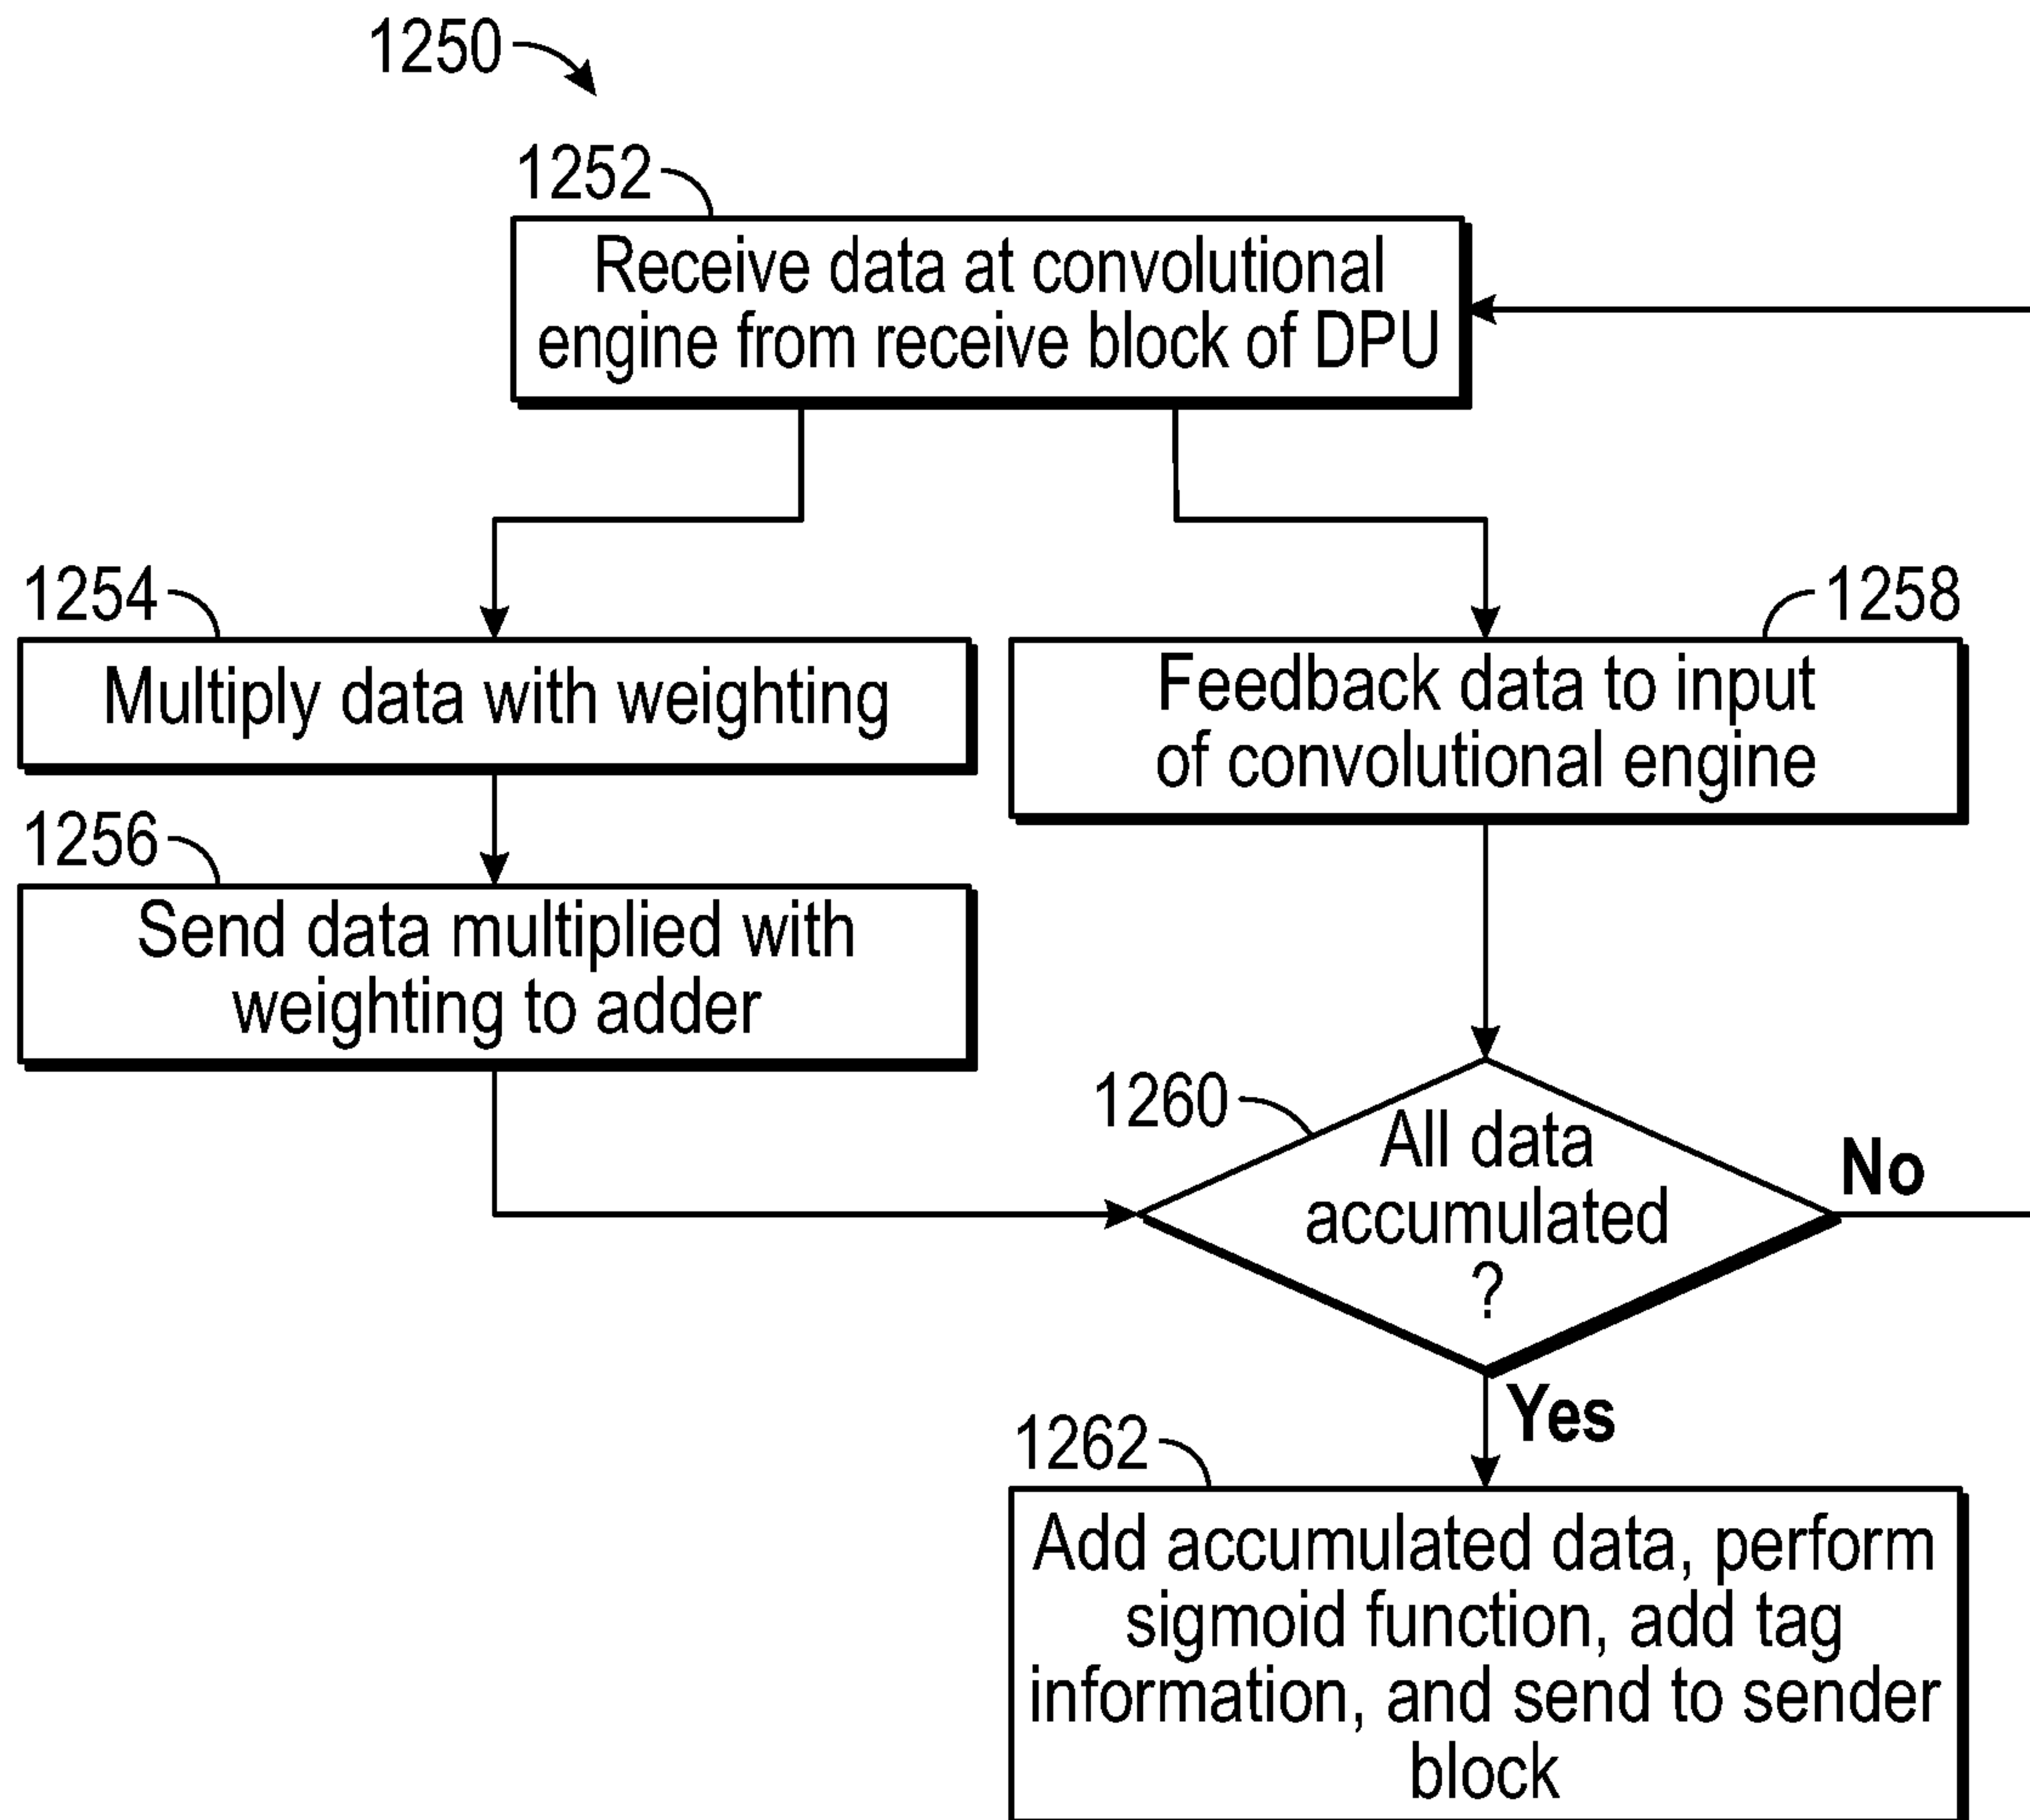 1250
1252
Receive data at convolutional
engine from receive block of DPU
1254
Multiply data with weighting
1258
Feedback data to input
of convolutional engine
1256
Send data multiplied with
weighting to adder
1260
All data
accumulated
?
No
Yes
1262
Add accumulated data, perform
sigmoid function, add tag
information, and send to sender
block